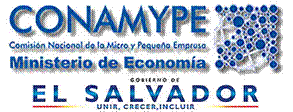 CONAMYPE
Comisión Nacional de la Micro y Pequeña Empresa
Ministerio de Economía
GOBIERNO DE
EL SALVADOR
UNIR, CRECER, INCLUIR